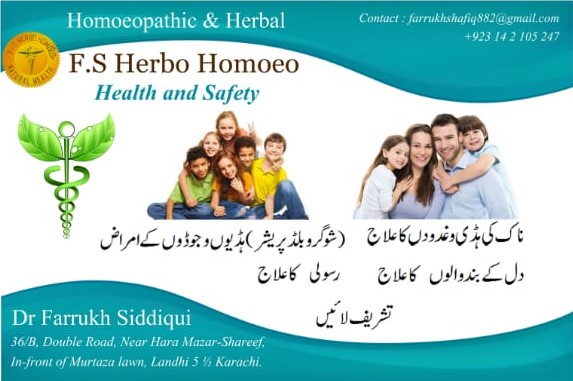 Homoeopathic & Herbal
Contact : farrukhshafiq882@gmail.com
+923 14 2 105 247
F.S Herbo Homoeo
Health and Safety
ناک کی ہڈی و غدودں کا علاج (شوگر و بلڈ پریشر) ہڈیوں و جوڑوں کے امراض
دل کے بند والوں کا علاج رسولی کا علاج
تشریف لائیں
Dr Farrukh Siddiqui
36/B, Double Road, Near Hara Mazar-Shareef,
In-front of Murtaza lawn, Landhi 5 ½ Karachi.